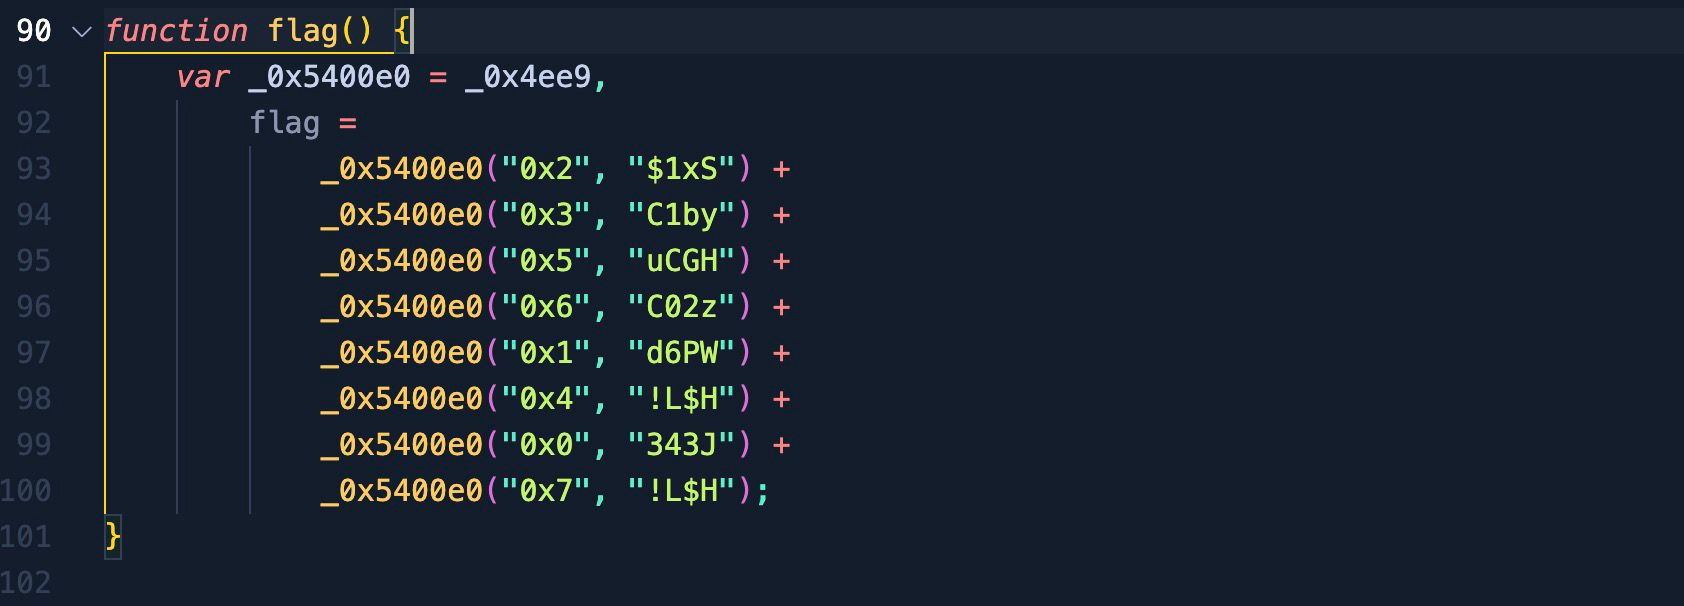 90 function flag() {
91 var _0x5400e0 = _0x4ee9,
92 flag =
93 _0x5400e0("0x2", "$1xS") +
94 _0x5400e0("0x3", "C1by") +
95 _0x5400e0("0x5", "uCGH") +
96 _0x5400e0("0x6", "C02z") +
97 _0x5400e0("0x1", "d6PW") +
98 _0x5400e0("0x4", "!L$H") +
99 _0x5400e0("0x0", "343J") +
100 _0x5400e0("0x7", "!L$H");
101 }
102